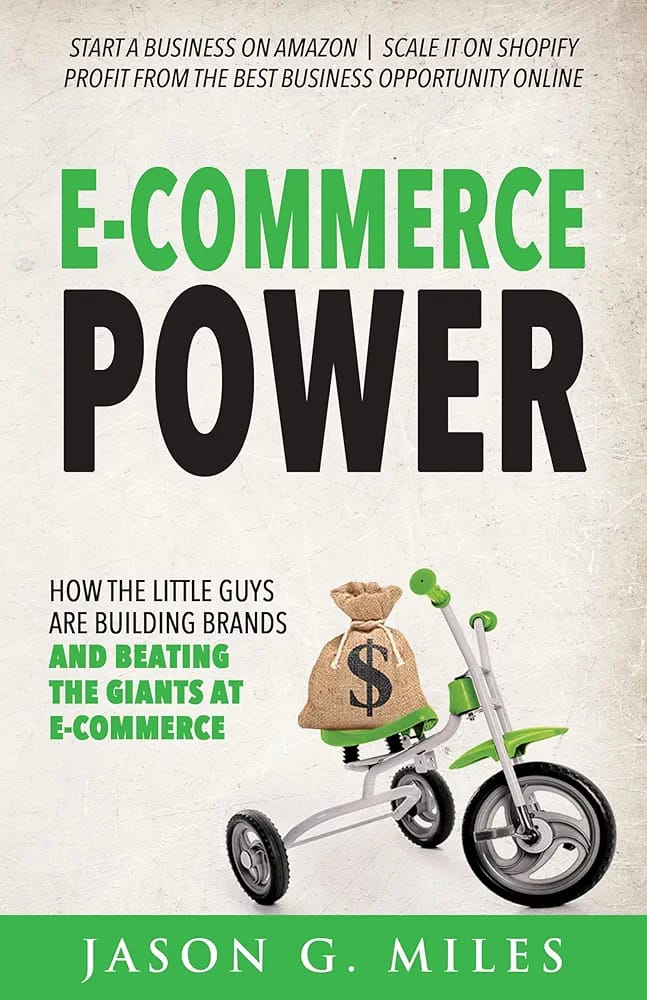 START A BUSINESS ON AMAZON | SCALE IT ON SHOPIFY
PROFIT FROM THE BEST BUSINESS OPPORTUNITY ONLINE
E-COMMERCE
POWER
HOW THE LITTLE GUYS
ARE BUILDING BRANDS
AND BEATING
THE GIANTS AT
E-COMMERCE
$
JASON G. MILES